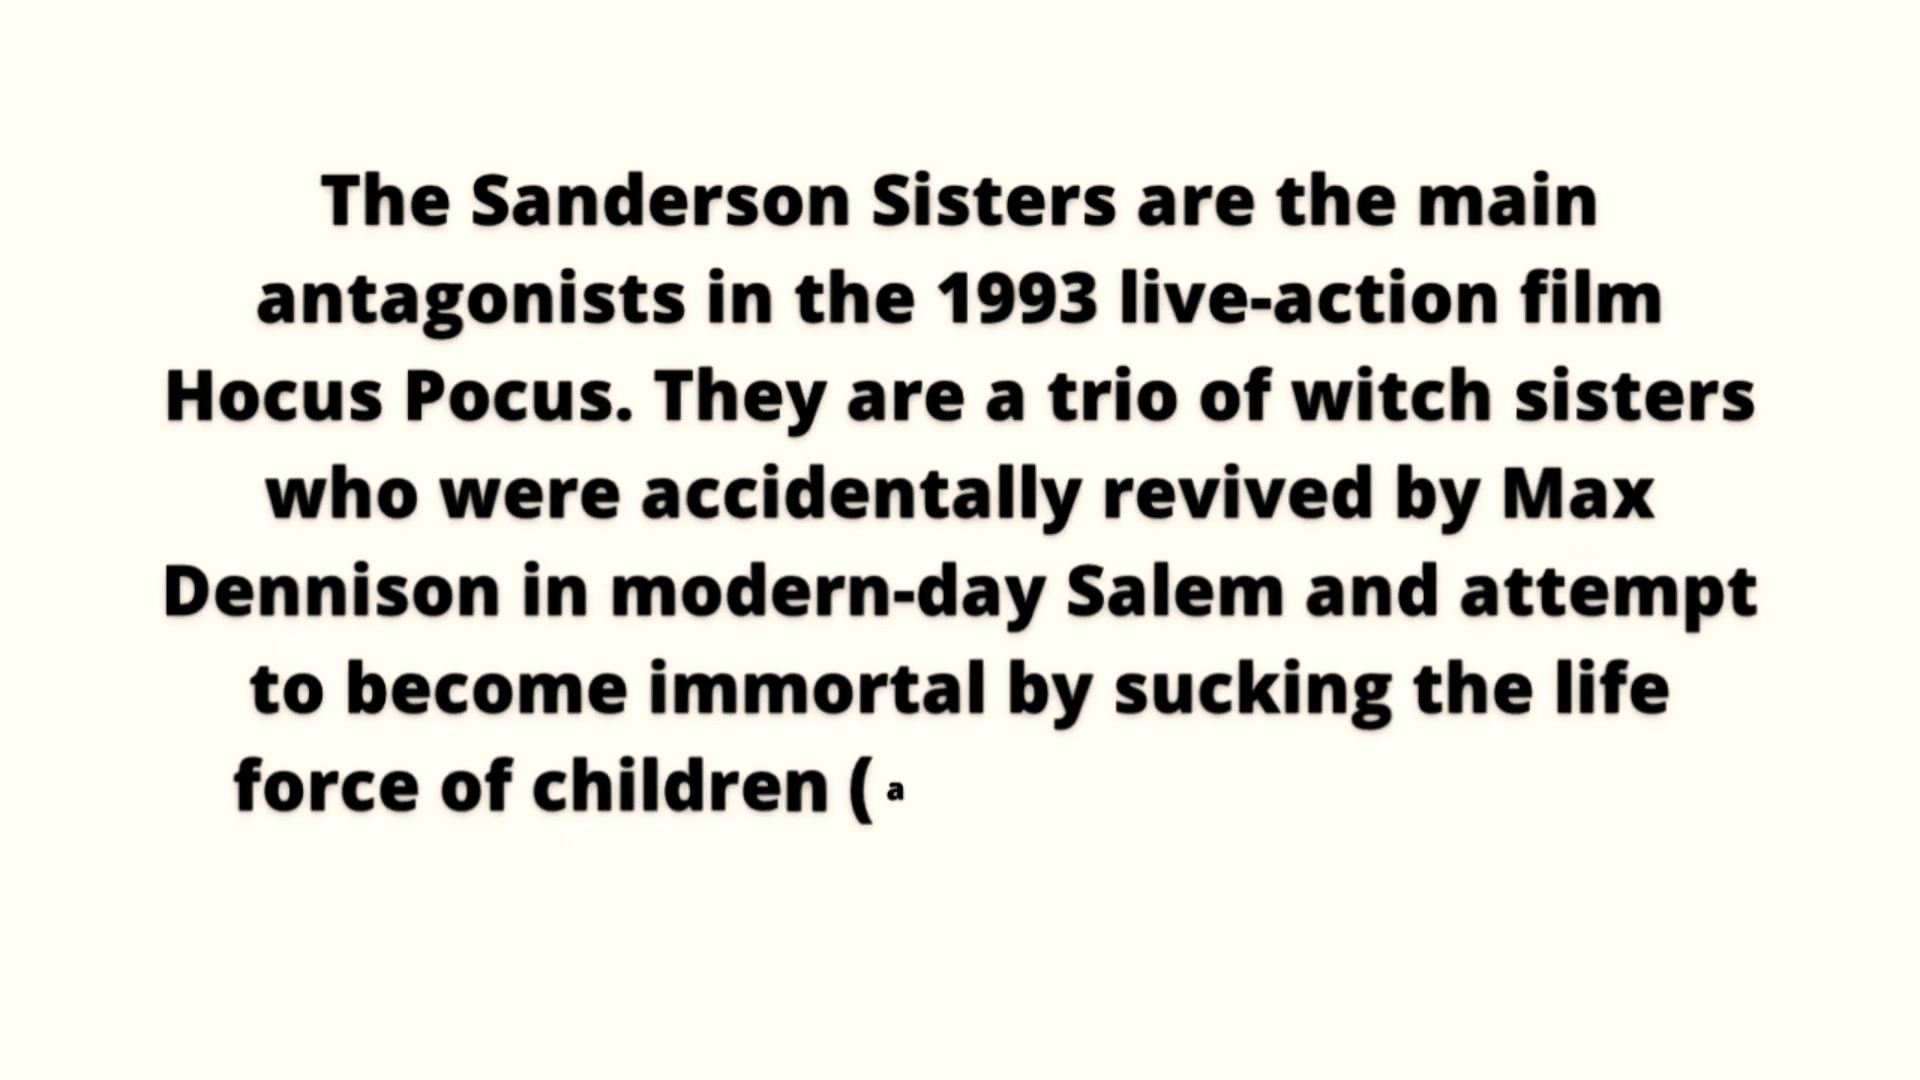 The Sanderson Sisters are the main
antagonists in the 1993 live-action film
Hocus Pocus. They are a trio of witch sisters
who were accidentally revived by Max
Dennison in modern-day Salem and attempt
to become immortal by sucking the life
force of children ( a